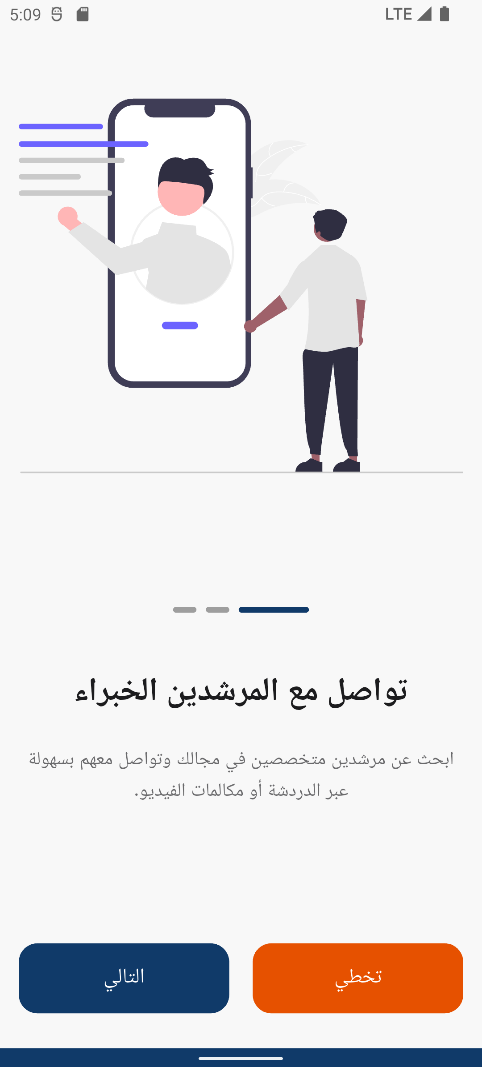 5:09
LTE
تواصل مع المرشدين الخبراء
ابحث عن مرشدين متخصصين في مجالك وتواصل معهم بسهولة
عبر الدردشة أو مكالمات الفيديو.
تخطي
التالي